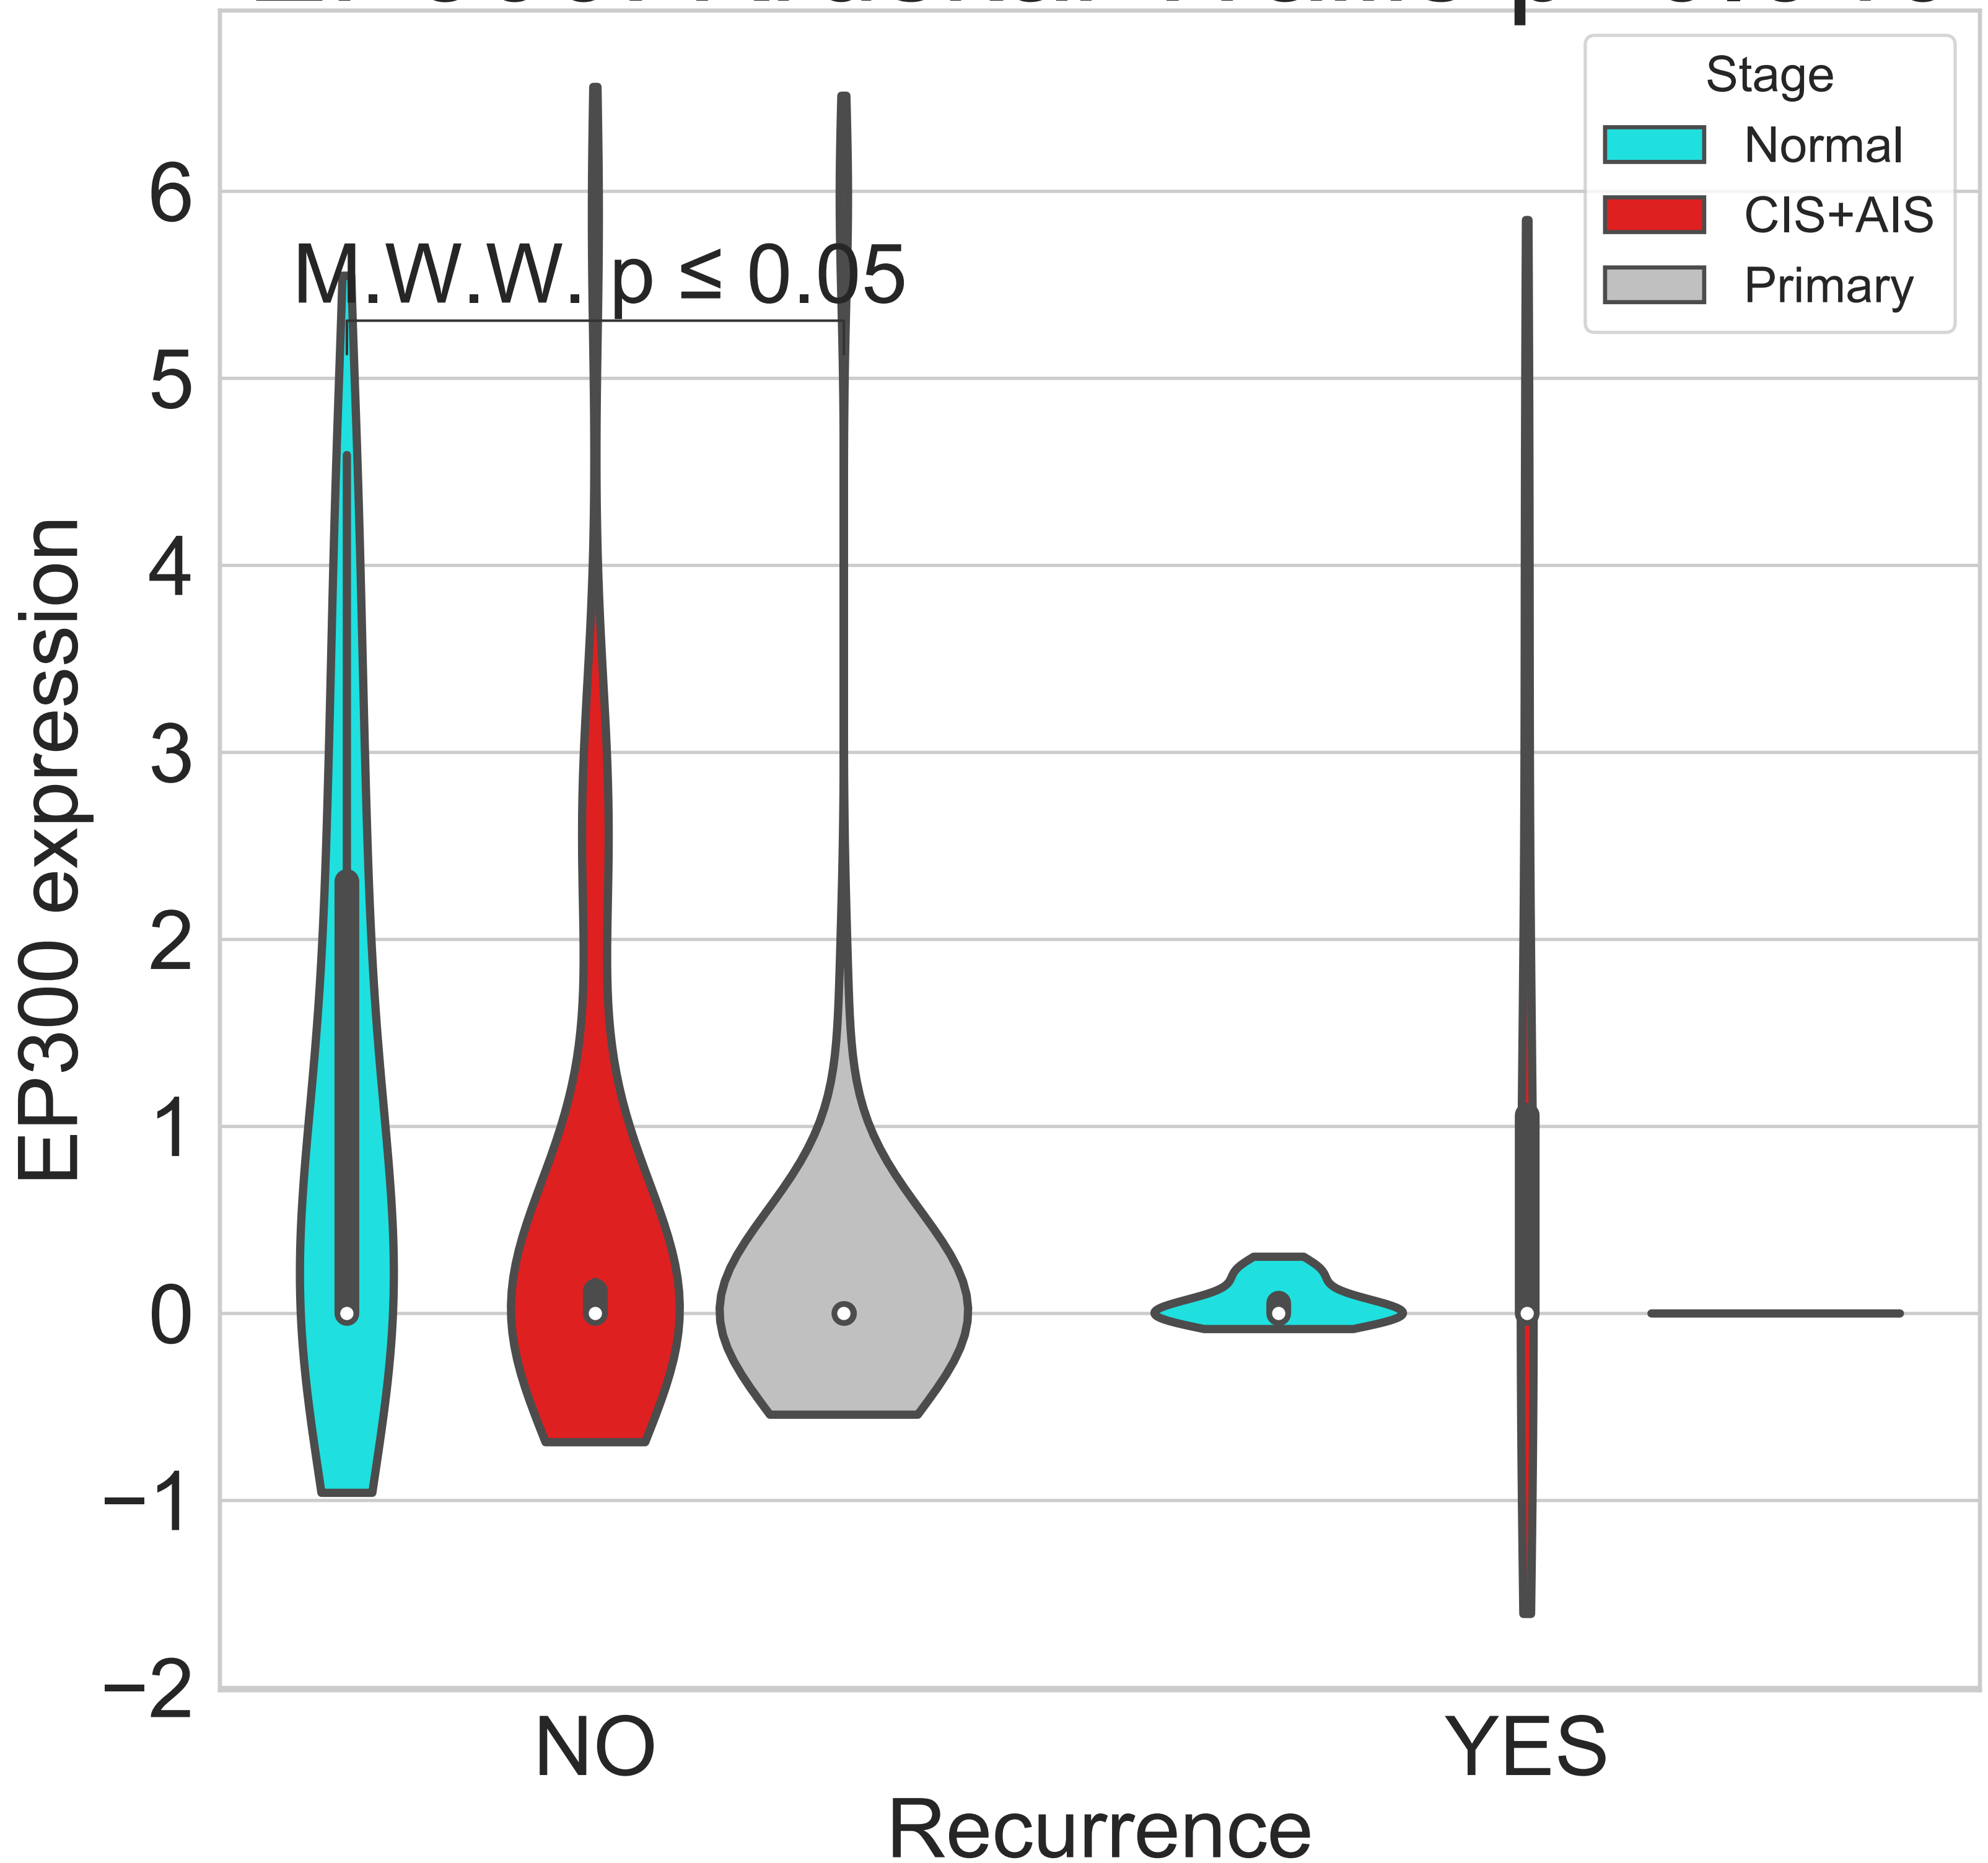 Stage
Normal
CIS+AIS
Primary
M.W.W. p ≤ 0.05
6
5
4
3
2
1
0
−1
−2
EP300 expression
NO
YES
Recurrence